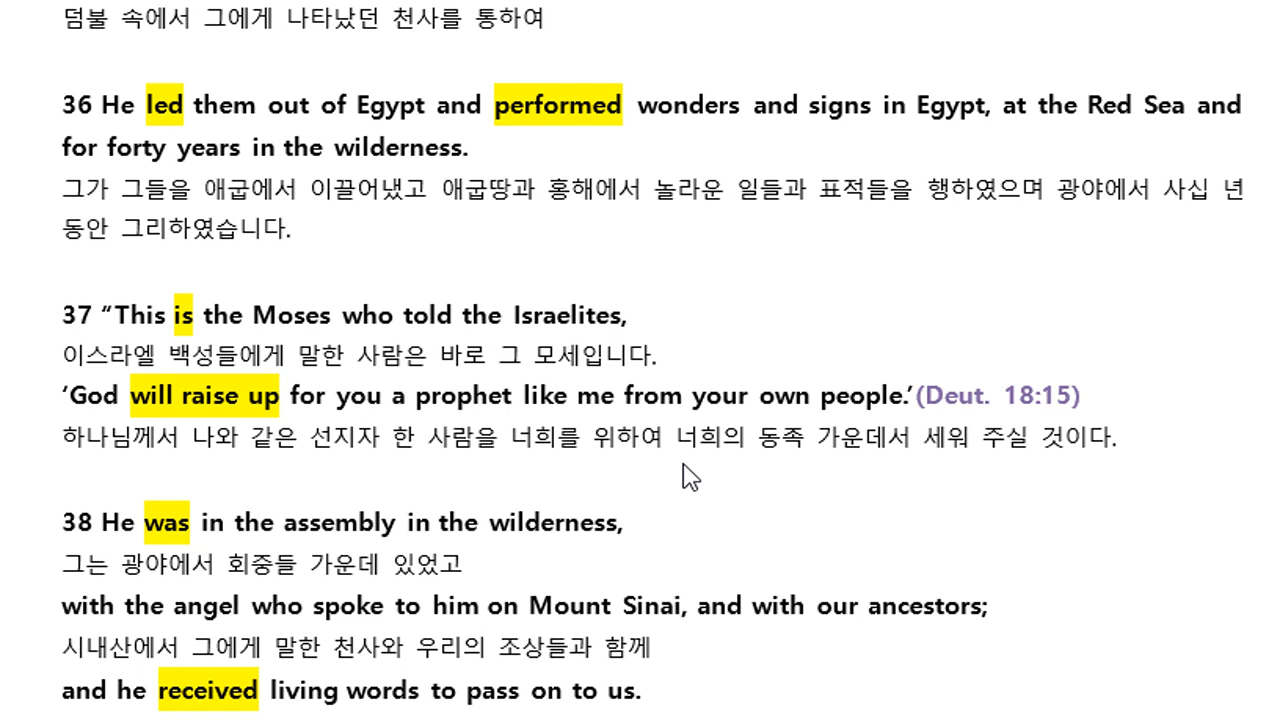 덤불 속에서 그에게 나타났던 천사를 통하여
36 He led them out of Egypt and performed wonders and signs in Egypt, at the Red Sea and
for forty years in the wilderness.
그가 그들을 애굽에서 이끌어냈고 애굽땅과 홍해에서 놀라운 일들과 표적들을 행하였으며 광야에서 사십 년
동안 그리하였습니다.
37 “This is the Moses who told the Israelites,
이스라엘 백성들에게 말한 사람은 바로 그 모세입니다.
‘God will raise up for you a prophet like me from your own people.’(Deut. 18:15)
하나님께서 나와 같은 선지자 한 사람을 너희를 위하여 너희의 동족 가운데서 세워 주실 것이다.
38 He was in the assembly in the wilderness,
그는 광야에서 회중들 가운데 있었고
with the angel who spoke to him on Mount Sinai, and with our ancestors;
시내산에서 그에게 말한 천사와 우리의 조상들과 함께
and he received living words to pass on to us.